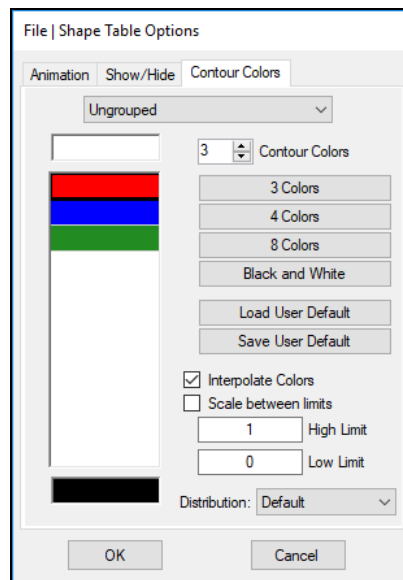 File | Shape Table Options
Animation Show/Hide Contour Colors
Ungrouped
3 Contour Colors
3 Colors
4 Colors
8 Colors
Black and White
Load User Default
Save User Default
Interpolate Colors
Scale between limits
1 High Limit
0 Low Limit
Distribution: Default
OK Cancel